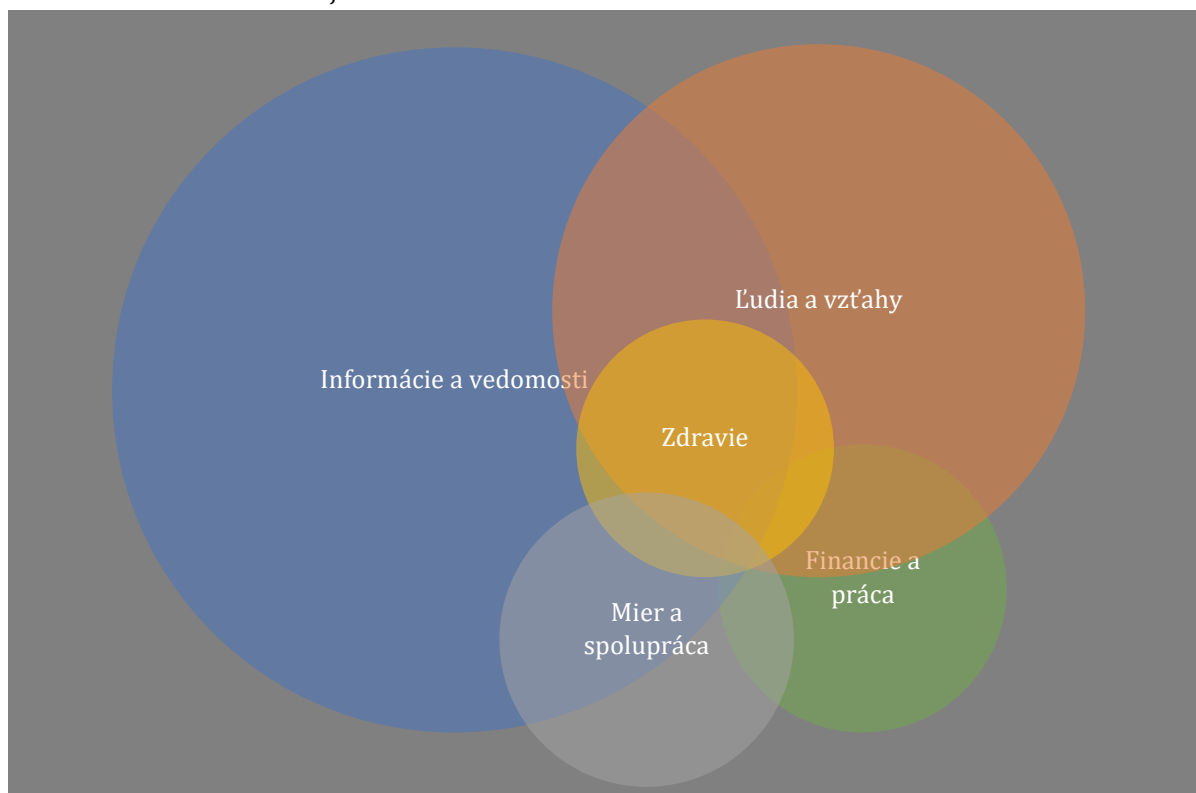 Ľudia a vzťahy
Informácie a vedomosti
Zdravie
Financie a
práca
Mier a
spolupráca